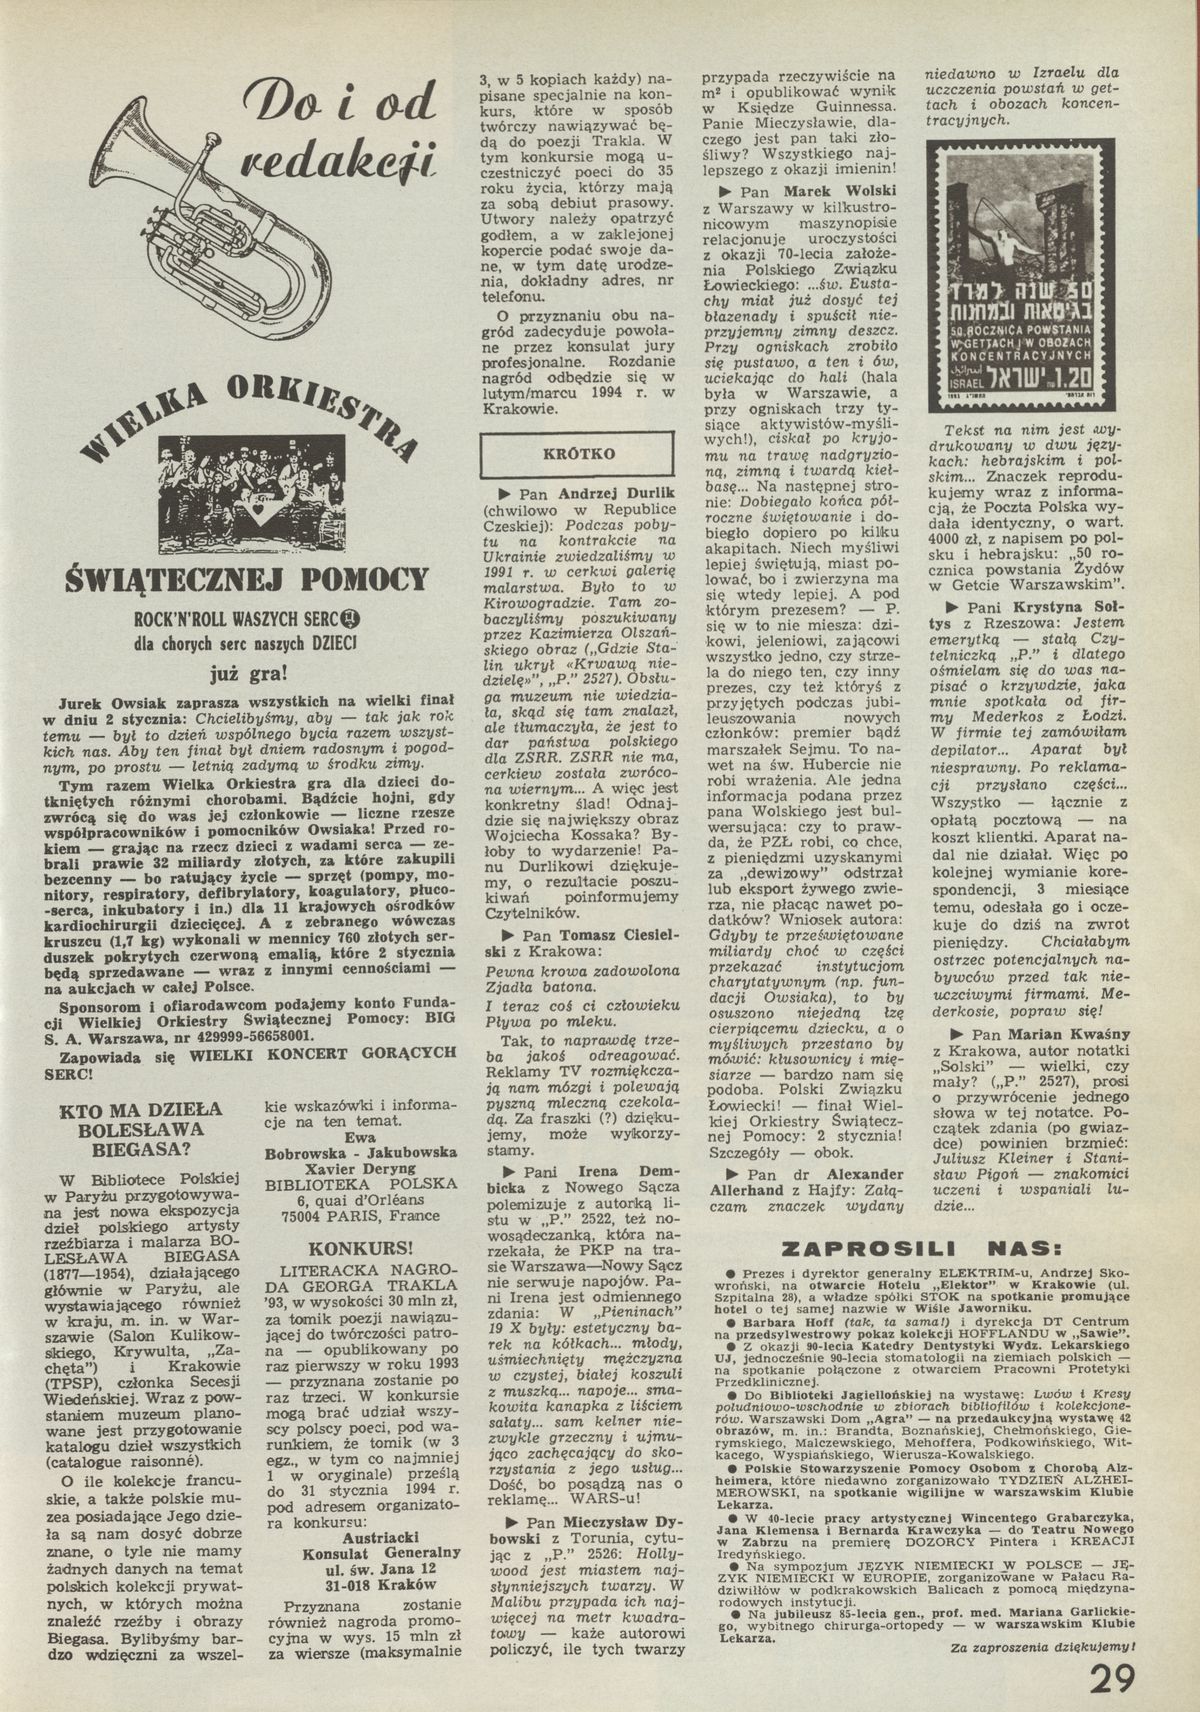 Do i od
redakcji
WIELKA ORKIESTRA
ŚWIĄTECZNEJ POMOCY
ROCK'N'ROLL WASZYCH SERC
dla chorych serc naszych DZIECI
już gra!
Jurek Owsiak zaprasza wszystkich na wielki finał
w dniu 2 stycznia: Chcielibyśmy, aby — tak jak rok
temu — był to dzień wspólnego bycia razem wszyst-
kich nas. Aby ten finał był dniem radosnym i pogod-
nym, po prostu — letnią zadymą w środku zimy.
Tym razem Wielka Orkiestra gra dla dzieci do-
tkniętych różnymi chorobami. Bądźcie hojni, gdy
zwrócą się do was jej członkowie — liczne rzesze
współpracowników i pomocników Owsiaka! Przed ro-
kiem — grając na rzecz dzieci z wadami serca — ze-
brali prawie 32 miliardy złotych, za które zakupili
bezcenny — bo ratujący życie — sprzęt (pompy, mo-
nitory, respiratory, defibrylatory, koagulatory, płuco-
-serca, inkubatory i in.) dla 11 krajowych ośrodków
kardiochirurgii dziecięcej. A z zebranego wówczas
kruszcu (1,7 kg) wykonali w mennicy 760 złotych ser-
duszek pokrytych czerwoną emalią, które 2 stycznia
będą sprzedawane — wraz z innymi cennościami —
na aukcjach w całej Polsce.
Sponsorom i ofiarodawcom podajemy konto Funda-
cji Wielkiej Orkiestry Świątecznej Pomocy: BIG
S. A. Warszawa, nr 429999-56658001.
Zapowiada się WIELKI KONCERT GORĄCYCH
SERC!
KTO MA DZIEŁA
BOLESŁAWA
BIEGASA?
W Bibliotece Polskiej
w Paryżu przygotowywa-
na jest nowa ekspozycja
dzieł polskiego artysty
rzeźbiarza i malarza BO-
LESŁAWA BIEGASA
(1877—1954), działającego
głównie w Paryżu, ale
wystawiającego również
w kraju, m. in. w War-
szawie (Salon Kulikow-
skiego, Krywulta, „Za-
chęta”) i Krakowie
(TPSP), członka Secesji
Wiedeńskiej. Wraz z pow-
staniem muzeum plano-
wane jest przygotowanie
katalogu dzieł wszystkich
(catalogue raisonné).
O ile kolekcje francu-
skie, a także polskie mu-
zea posiadające Jego dzie-
ła są nam dosyć dobrze
znane, o tyle nie mamy
żadnych danych na temat
polskich kolekcji prywat-
nych, w których można
znaleźć rzeźby i obrazy
Biegasa. Bylibyśmy bar-
dzo wdzięczni za wszel-
kie wskazówki i informa-
cje na ten temat.
Ewa
Bobrowska - Jakubowska
Xavier Deryng
BIBLIOTEKA POLSKA
6, quai d'Orléans
75004 PARIS, France
KONKURS!
LITERACKA NAGRO-
DA GEORGA TRAKLA
'93, w wysokości 30 mln zł,
za tomik poezji nawiązu-
jącej do twórczości patro-
na — opublikowany po
raz pierwszy w roku 1993
— przyznana zostanie po
raz trzeci. W konkursie
mogą brać udział wszy-
scy polscy poeci, pod wa-
runkiem, że tomik (w 3
egz., w tym co najmniej
1 w oryginale) prześlą
do 31 stycznia 1994 r.
pod adresem organizato-
ra konkursu:
Austriacki
Konsulat Generalny
ul. św. Jana 12
31-018 Kraków
Przyznana zostanie
również nagroda promo-
cyjna w wys. 15 mln zł
za wiersze (maksymalnie
3, w 5 kopiach każdy) na-
pisane specjalnie na kon-
kurs, które w sposób
twórczy nawiązywać bę-
dą do poezji Trakla. W
tym konkursie mogą u-
czestniczyć poeci do 35
roku życia, którzy mają
za sobą debiut prasowy.
Utwory należy opatrzyć
godłem, a w zaklejonej
kopercie podać swoje da-
ne, w tym datę urodze-
nia, dokładny adres, nr
telefonu.
O przyznaniu obu na-
gród zadecyduje powoła-
ne przez konsulat jury
profesjonalne. Rozdanie
nagród odbędzie się w
lutym/marcu 1994 r. w
Krakowie.
KRÓTKO
▶ Pan Andrzej Durlik
(chwilowo w Republice
Czeskiej): Podczas poby-
tu na kontrakcie na
Ukrainie zwiedzaliśmy w
1991 r. w cerkwi galerię
malarstwa. Było to w
Kirowogradzie. Tam zo-
baczyliśmy poszukiwany
przez Kazimierza Olszań-
skiego obraz („Gdzie Sta-
lin ukrył «Krwawą nie-
dzielę»”, „P.” 2527). Obsłu-
ga muzeum nie wiedzia-
ła, skąd się tam znalazł,
ale tłumaczyła, że jest to
dar państwa polskiego
dla ZSRR. ZSRR nie ma,
cerkiew została zwróco-
na wiernym... A więc jest
konkretny ślad! Odnaj-
dzie się największy obraz
Wojciecha Kossaka? By-
łoby to wydarzenie! Pa-
nu Durlikowi dziękuje-
my, o rezultacie poszu-
kiwań poinformujemy
Czytelników.
▶ Pan Tomasz Ciesiel-
ski z Krakowa:
Pewna krowa zadowolona
Zjadła batona.
I teraz coś ci człowieku
Pływa po mleku.
Tak, to naprawdę trze-
ba jakoś odreagować.
Reklamy TV rozmiękcza-
ją nam mózgi i polewają
pyszną mleczną czekola-
dą. Za fraszki (?) dzięku-
jemy, może wykorzy-
stamy.
▶ Pani Irena Dem-
bicka z Nowego Sącza
polemizuje z autorką li-
stu w „P.” 2522, też no-
wosądeczanką, która na-
rzekała, że PKP na tra-
sie Warszawa—Nowy Sącz
nie serwuje napojów. Pa-
ni Irena jest odmiennego
zdania: W „Pieninach”
19 X były: estetyczny ba-
rek na kółkach... młody,
uśmiechnięty mężczyzna
w czystej, białej koszuli
z muszką... napoje... sma-
kowita kanapka z liściem
sałaty... sam kelner nie-
zwykle grzeczny i ujmu-
jąco zachęcający do sko-
rzystania z jego usług...
Dość, bo posądzą nas o
reklamę... WARS-u!
▶ Pan Mieczysław Dy-
bowski z Torunia, cytu-
jąc z „P.” 2526: Holly-
wood jest miastem naj-
słynniejszych twarzy. W
Malibu przypada ich naj-
więcej na metr kwadra-
towy — każe autorowi
policzyć, ile tych twarzy
przypada rzeczywiście na
m² i opublikować wynik
w Księdze Guinnessa.
Panie Mieczysławie, dla-
czego jest pan taki zło-
śliwy? Wszystkiego naj-
lepszego z okazji imienin!
▶ Pan Marek Wolski
z Warszawy w kilkustro-
nicowym maszynopisie
relacjonuje uroczystości
z okazji 70-lecia założe-
nia Polskiego Związku
Łowieckiego: ...św. Eusta-
chy miał już dosyć tej
błazenady i spuścił nie-
przyjemny zimny deszcz.
Przy ogniskach zrobiło
się pustawo, a ten i ów,
uciekając do hali (hala
była w Warszawie, a
przy ogniskach trzy ty-
siące aktywistów-myśli-
wych!), ciskał po kryjo-
mu na trawę nadgryzio-
ną, zimną i twardą kieł-
basę... Na następnej stro-
nie: Dobiegało końca pół-
roczne świętowanie i do-
biegło dopiero po kilku
akapitach. Niech myśliwi
lepiej świętują, miast po-
lować, bo i zwierzyna ma
się wtedy lepiej. A pod
którym prezesem? — P.
się w to nie miesza: dzi-
kowi, jeleniowi, zającowi
wszystko jedno, czy strze-
la do niego ten, czy inny
prezes, czy też któryś z
przyjętych podczas jubi-
leuszowania nowych
członków: premier bądź
marszałek Sejmu. To na-
wet na św. Hubercie nie
robi wrażenia. Ale jedna
informacja podana przez
pana Wolskiego jest bul-
wersująca: czy to praw-
da, że PZŁ robi, co chce,
z pieniędzmi uzyskanymi
za „dewizowy” odstrzał
lub eksport żywego zwie-
rza, nie płacąc nawet po-
datków? Wniosek autora:
Gdyby te przeświętowane
miliardy choć w części
przekazać instytucjom
charytatywnym (np. fun-
dacji Owsiaka), to by
osuszono niejedną łzę
cierpiącemu dziecku, a o
myśliwych przestano by
mówić: kłusownicy i mię-
siarze — bardzo nam się
podoba. Polski Związku
Łowiecki! — finał Wiel-
kiej Orkiestry Świątecz-
nej Pomocy: 2 stycznia!
Szczegóły — obok.
▶ Pan dr Alexander
Allerhand z Hajfy: Załą-
czam znaczek wydany
niedawno w Izraelu dla
uczczenia powstań w get-
tach i obozach koncen-
tracyjnych.
50 שנה למרד
בגיטאות ובמחנות
50. ROCZNICA POWSTANIA
W GETTACH I W OBOZACH
KONCENTRACYJNYCH
ISRAEL ישראל 1.20
Tekst na nim jest wy-
drukowany w dwu języ-
kach: hebrajskim i pol-
skim... Znaczek reprodu-
kujemy wraz z informa-
cją, że Poczta Polska wy-
dała identyczny, o wart.
4000 zł, z napisem po pol-
sku i hebrajsku: „50 ro-
cznica powstania Żydów
w Getcie Warszawskim”.
▶ Pani Krystyna Soł-
tys z Rzeszowa: Jestem
emerytką — stałą Czy-
telniczką „P.” i dlatego
ośmielam się do was na-
pisać o krzywdzie, jaka
mnie spotkała od fir-
my Mederkos z Łodzi.
W firmie tej zamówiłam
depilator... Aparat był
niesprawny. Po reklama-
cji przysłano części...
Wszystko — łącznie z
opłatą pocztową — na
koszt klientki. Aparat na-
dal nie działał. Więc po
kolejnej wymianie kore-
spondencji, 3 miesiące
temu, odesłała go i ocze-
kuje do dziś na zwrot
pieniędzy. Chciałabym
ostrzec potencjalnych na-
bywców przed tak nie-
uczciwymi firmami. Me-
derkosie, popraw się!
▶ Pan Marian Kwaśny
z Krakowa, autor notatki
„Solski” — wielki, czy
mały? („P.” 2527), prosi
o przywrócenie jednego
słowa w tej notatce. Po-
czątek zdania (po gwiaz-
dce) powinien brzmieć:
Juliusz Kleiner i Stani-
sław Pigoń — znakomici
uczeni i wspaniali lu-
dzie...
ZAPROSILI NAS:
● Prezes i dyrektor generalny ELEKTRIM-u, Andrzej Sko-
wroński, na otwarcie Hotelu „Elektor” w Krakowie (ul.
Szpitalna 28), a władze spółki STOK na spotkanie promujące
hotel o tej samej nazwie w Wiśle Jaworniku.
● Barbara Hoff (tak, ta sama!) i dyrekcja DT Centrum
na przedsylwestrowy pokaz kolekcji HOFFLANDU w „Sawie”.
● Z okazji 90-lecia Katedry Dentystyki Wydz. Lekarskiego
UJ, jednocześnie 90-lecia stomatologii na ziemiach polskich —
na spotkanie połączone z otwarciem Pracowni Protetyki
Przedklinicznej.
● Do Biblioteki Jagiellońskiej na wystawę: Lwów i Kresy
południowo-wschodnie w zbiorach bibliofilów i kolekcjone-
rów. Warszawski Dom „Agra” — na przedaukcyjną wystawę 42
obrazów, m. in.: Brandta, Boznańskiej, Chełmońskiego, Gie-
rymskiego, Malczewskiego, Mehoffera, Podkowińskiego, Wit-
kacego, Wyspiańskiego, Wierusza-Kowalskiego.
● Polskie Stowarzyszenie Pomocy Osobom z Chorobą Alz-
heimera, które niedawno zorganizowało TYDZIEŃ ALZHEI-
MEROWSKI, na spotkanie wigilijne w warszawskim Klubie
Lekarza.
● W 40-lecie pracy artystycznej Wincentego Grabarczyka,
Jana Klemensa i Bernarda Krawczyka — do Teatru Nowego
w Zabrzu na premierę DOZORCY Pintera i KREACJI
Iredyńskiego.
● Na sympozjum JĘZYK NIEMIECKI W POLSCE — JĘ-
ZYK NIEMIECKI W EUROPIE, zorganizowane w Pałacu Ra-
dziwiłłów w podkrakowskich Balicach z pomocą międzyna-
rodowych instytucji.
● Na jubileusz 85-lecia gen., prof. med. Mariana Garlickie-
go, wybitnego chirurga-ortopedy — w warszawskim Klubie
Lekarza.
Za zaproszenia dziękujemy!
29